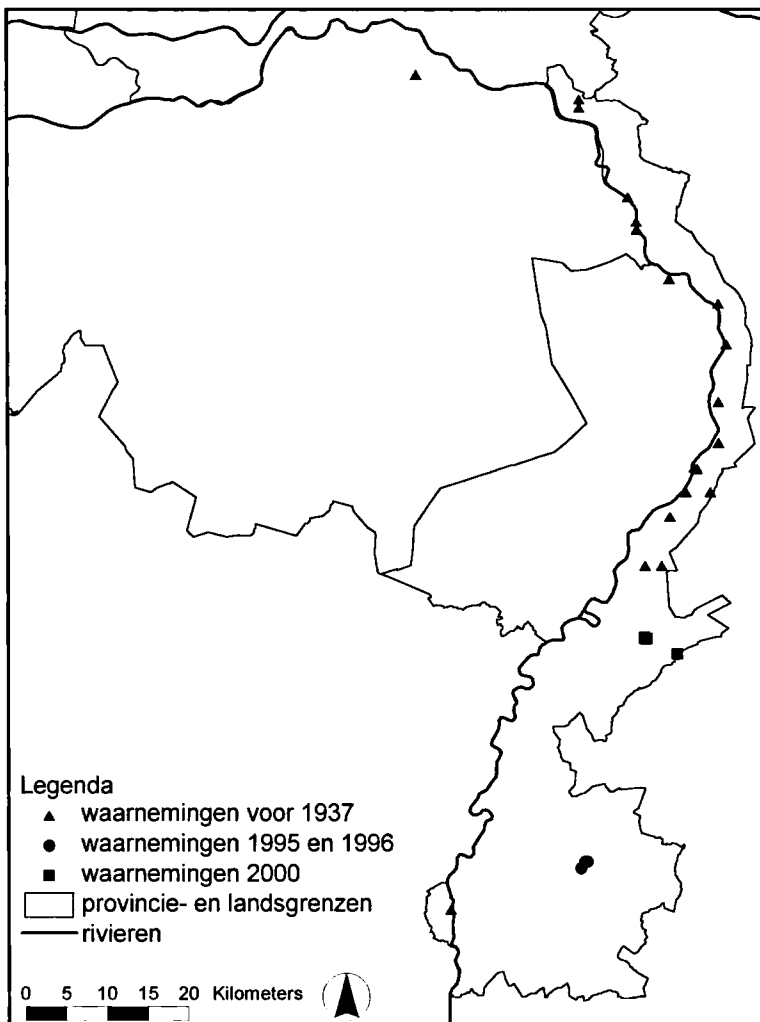 Legenda
waarnemingen voor 1937
waarnemingen 1995 en 1996
waarnemingen 2000
provincie- en landsgrenzen
rivieren
0 5 10 15 20 Kilometers